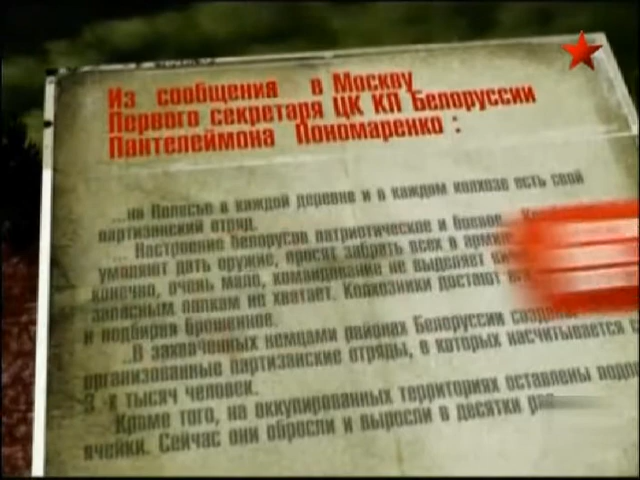 Из сообщения в Москву
Первого секретаря ЦК КП Белоруссии
Пантелеймона Пономаренко :
...на Полесье в каждой деревне и в каждом колхозе есть свой
партизанский отряд.
... Настроение белорусов патриотическое и боевое...
умоляют дать оружие, просят забрать всех в армию.
конечно, очень мало, командование не выделяет
запасным полкам не хватает. Колхозники достают
и подбирая брошенное.
...В захваченных немцами районах Белоруссии
организованные партизанские отряды, в которых насчитывается
3 - 4 тысяч человек.
Кроме того, на оккупированных территориях оставлены
ячейки. Сейчас они обросли и выросли в десятки